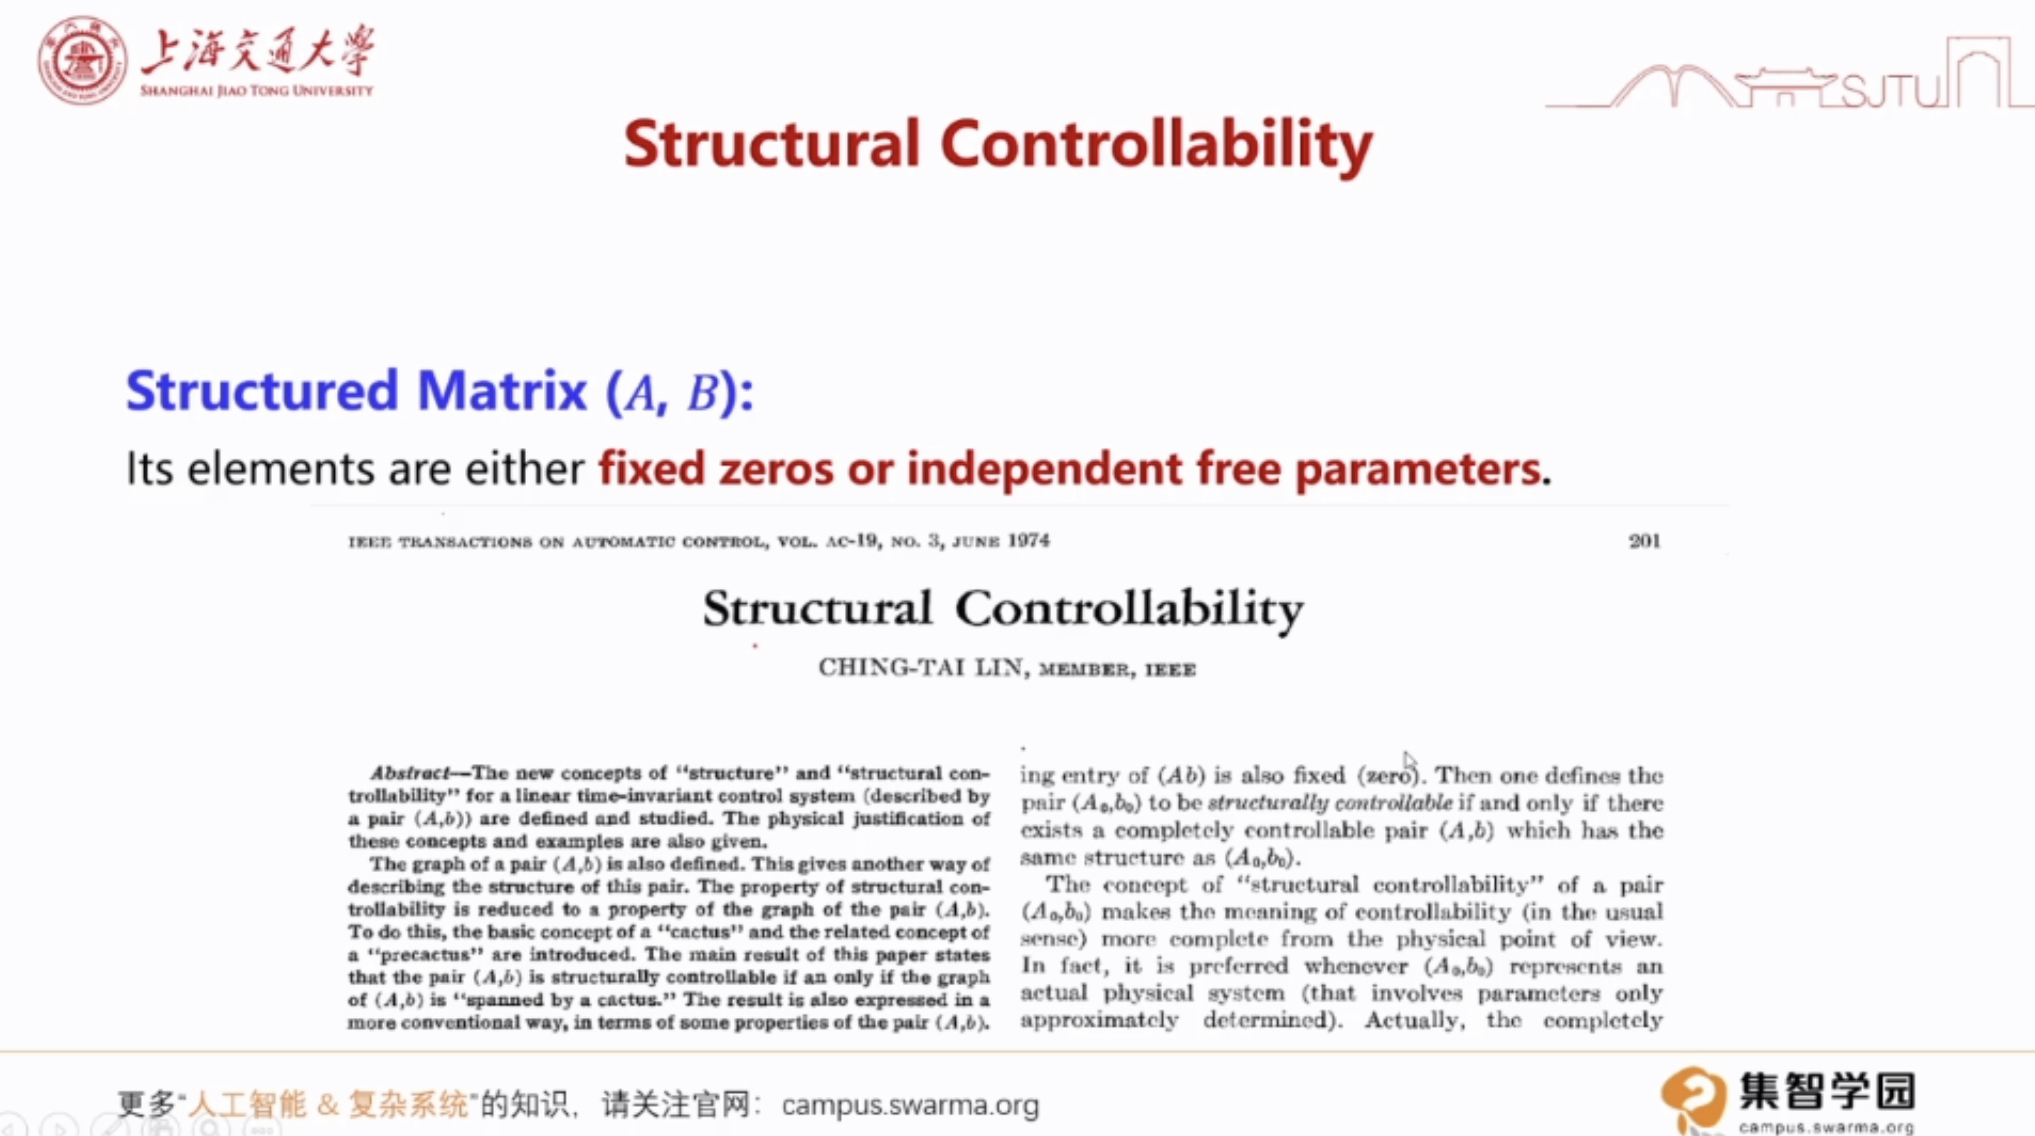 上海交通大學
SHANGHAI JIAO TONG UNIVERSITY
SJTU
Structural Controllability
Structured Matrix (A, B):
Its elements are either fixed zeros or independent free parameters.
IEEE TRANSACTIONS ON AUTOMATIC CONTROL, VOL. AC-19, NO. 3, JUNE 1974
201
Structural Controllability
CHING-TAI LIN, MEMBER, IEEE
Abstract—The new concepts of “structure” and “structural con-
trollability” for a linear time-invariant control system (described by
a pair (A,b)) are defined and studied. The physical justification of
these concepts and examples are also given.
The graph of a pair (A,b) is also defined. This gives another way of
describing the structure of this pair. The property of structural con-
trollability is reduced to a property of the graph of the pair (A,b).
To do this, the basic concept of a “cactus” and the related concept of
a “precactus” are introduced. The main result of this paper states
that the pair (A,b) is structurally controllable if an only if the graph
of (A,b) is “spanned by a cactus.” The result is also expressed in a
more conventional way, in terms of some properties of the pair (A,b).
ing entry of (Ab) is also fixed (zero). Then one defines the
pair (A₀,b₀) to be structurally controllable if and only if there
exists a completely controllable pair (A,b) which has the
same structure as (A₀,b₀).
The concept of “structural controllability” of a pair
(A₀,b₀) makes the meaning of controllability (in the usual
sense) more complete from the physical point of view.
In fact, it is preferred whenever (A₀,b₀) represents an
actual physical system (that involves parameters only
approximately determined). Actually, the completely
更多“人工智能 & 复杂系统”的知识，请关注官网：campus.swarma.org
集智学园
campus.swarma.org